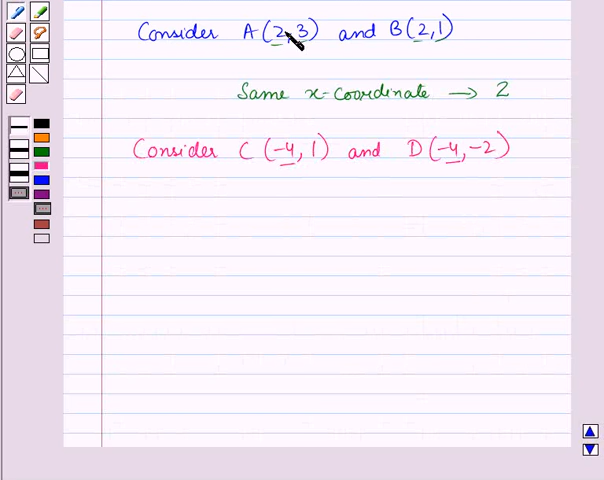 Consider A(2,3) and B(2,1)
Same x-coordinate → 2
Consider C(-4,1) and D(-4,-2)